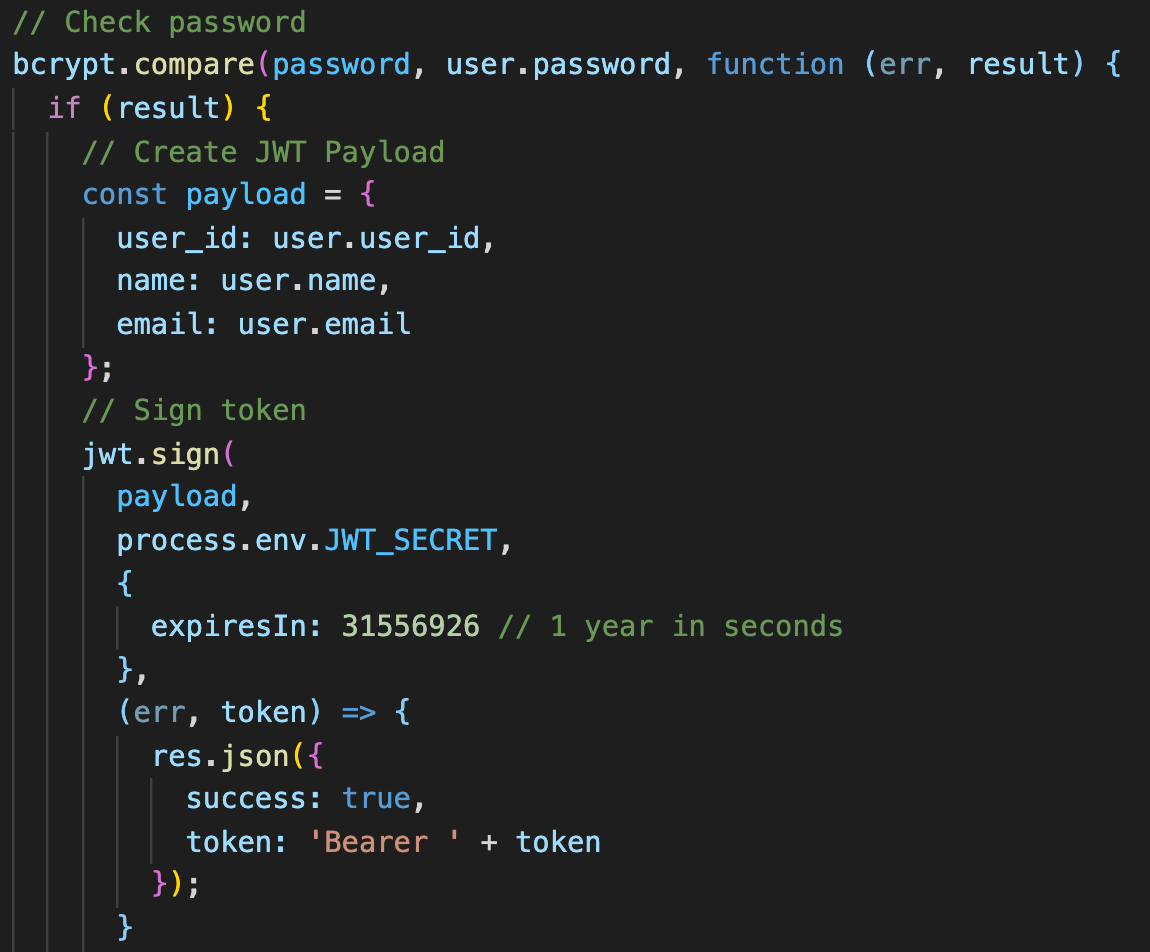 // Check password
bcrypt.compare(password, user.password, function (err, result) {
if (result) {
// Create JWT Payload
const payload = {
user_id: user.user_id,
name: user.name,
email: user.email
};
// Sign token
jwt.sign(
payload,
process.env.JWT_SECRET,
{
expiresIn: 31556926 // 1 year in seconds
},
(err, token) => {
res.json({
success: true,
token: 'Bearer ' + token
});
}